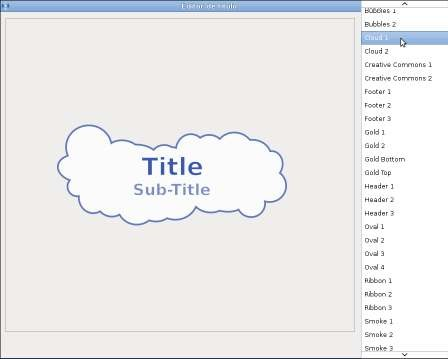 Editor de título
Title
Sub-Title
Bubbles 1
Bubbles 2
Cloud 1
Cloud 2
Creative Commons 1
Creative Commons 2
Footer 1
Footer 2
Footer 3
Gold 1
Gold 2
Gold Bottom
Gold Top
Header 1
Header 2
Header 3
Oval 1
Oval 2
Oval 3
Oval 4
Ribbon 1
Ribbon 2
Ribbon 3
Smoke 1
Smoke 2
Smoke 3